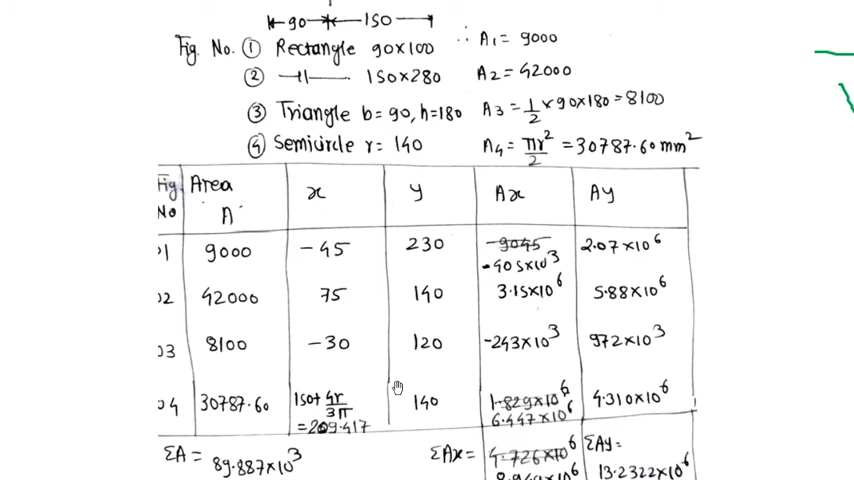 90 150
Fig. No. ① Rectangle 90x100 ∴ A1 = 9000
② —11— 150x280 A2 = 42000
③ Triangle b= 90, h=180 A3 = 1/2 x 90x180 = 8100
④ Semicircle r= 140 A4 = πr²/2 = 30787.60 mm²
Fig No Area A x y Ax Ay
01 9000 -45 230 -9045 -405x10³ 2.07x10⁶
02 42000 75 140 3.15x10⁶ 5.88x10⁶
03 8100 -30 120 -243x10³ 972x10³
04 30787.60 150+ 4r/3π = 209.417 140 1.829x10⁶ 6.447x10⁶ 4.310x10⁶
ΣA = 89.887x10³ ΣAx = 4.726x10⁶ ΣAy =
13.2322x10⁶